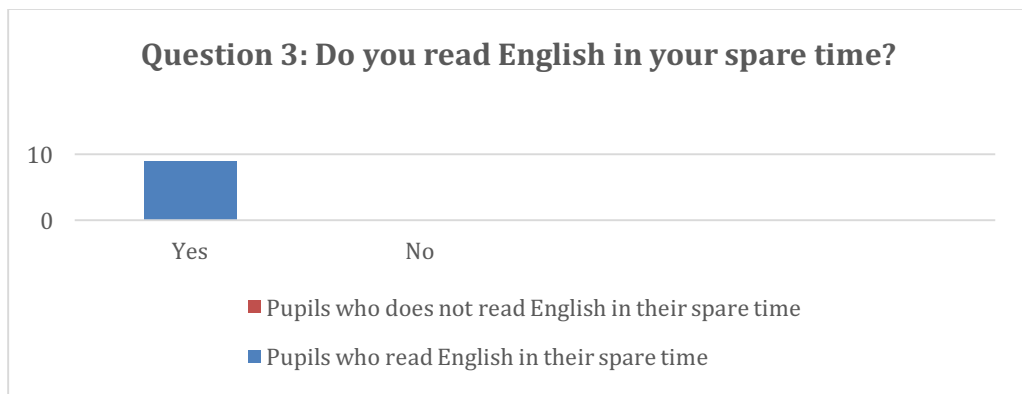 Question 3: Do you read English in your spare time?
10
0
Yes
No
Pupils who does not read English in their spare time
Pupils who read English in their spare time